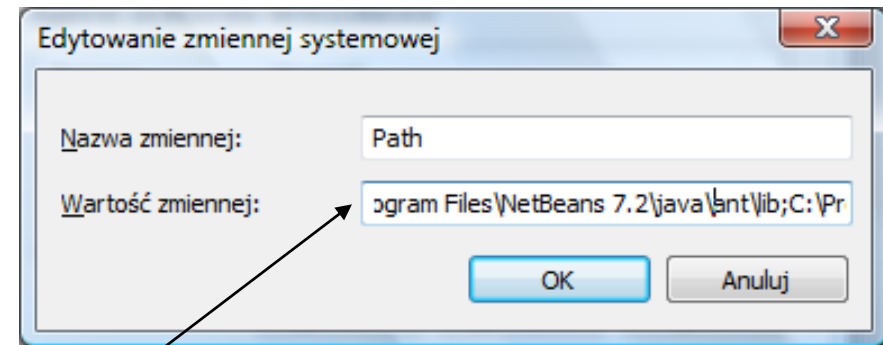 Edytowanie zmiennej systemowej
Nazwa zmiennej: Path
Wartość zmiennej: ogram Files\NetBeans 7.2\java\ant\lib;C:\Pr
OK Anuluj